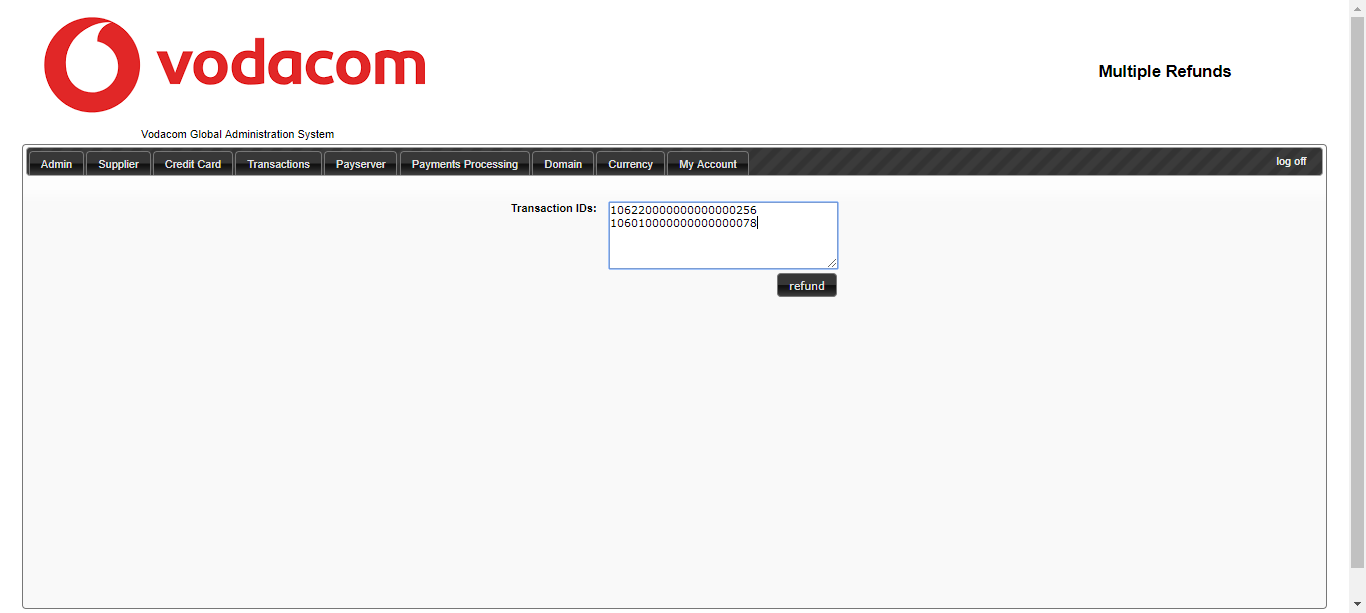 vodacom
Multiple Refunds
Vodacom Global Administration System
Admin Supplier Credit Card Transactions Payserver Payments Processing Domain Currency My Account log off
Transaction IDs:
106220000000000000256
106010000000000000078
refund